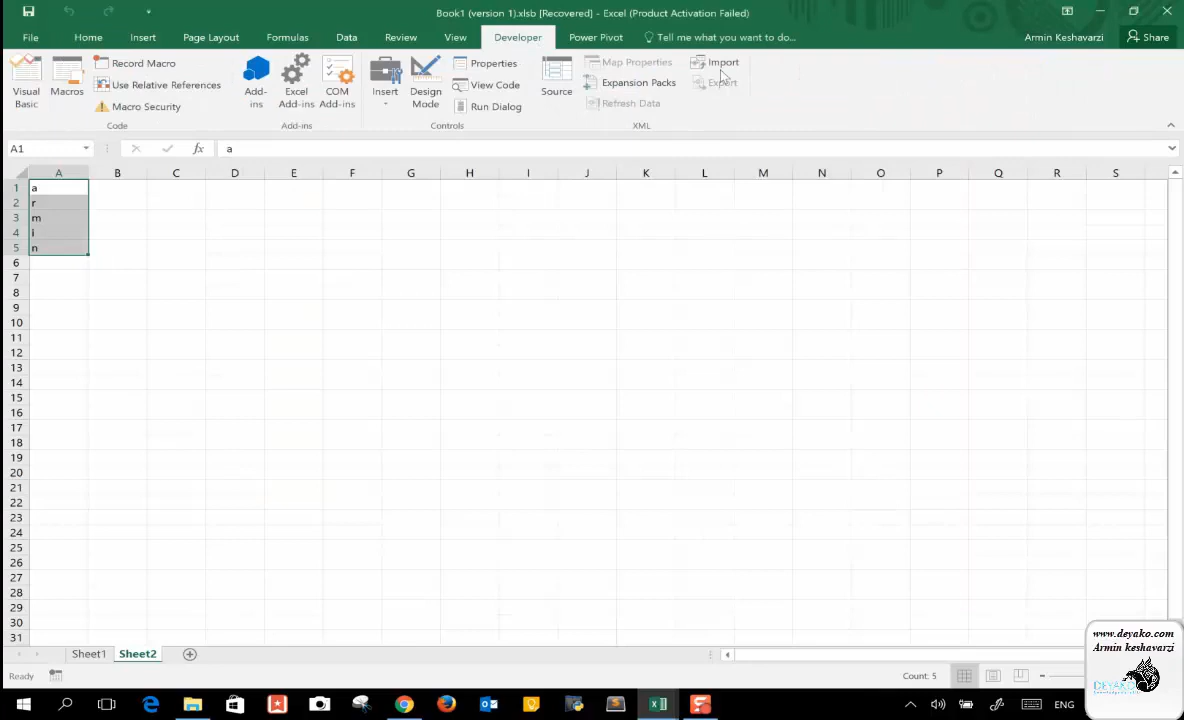 Book1 (version 1).xlsb [Recovered] - Excel (Product Activation Failed)
File Home Insert Page Layout Formulas Data Review View Developer Power Pivot Tell me what you want to do... Armin Keshavarzi Share
Visual Basic
Macros
Record Macro
Use Relative References
Macro Security
Code
Add-ins
Excel Add-ins
COM Add-ins
Add-ins
Insert
Design Mode
Properties
View Code
Run Dialog
Controls
Source
Map Properties
Expansion Packs
Refresh Data
Import
Export
XML
A1 fx a
A B C D E F G H I J K L M N O P Q R S
1 a
2 r
3 m
4 i
5 n
6
7
8
9
10
11
12
13
14
15
16
17
18
19
20
21
22
23
24
25
26
27
28
29
30
31
Sheet1 Sheet2
Ready Count: 5
www.deyako.com
Armin keshavarzi
DEYAKO
ENG